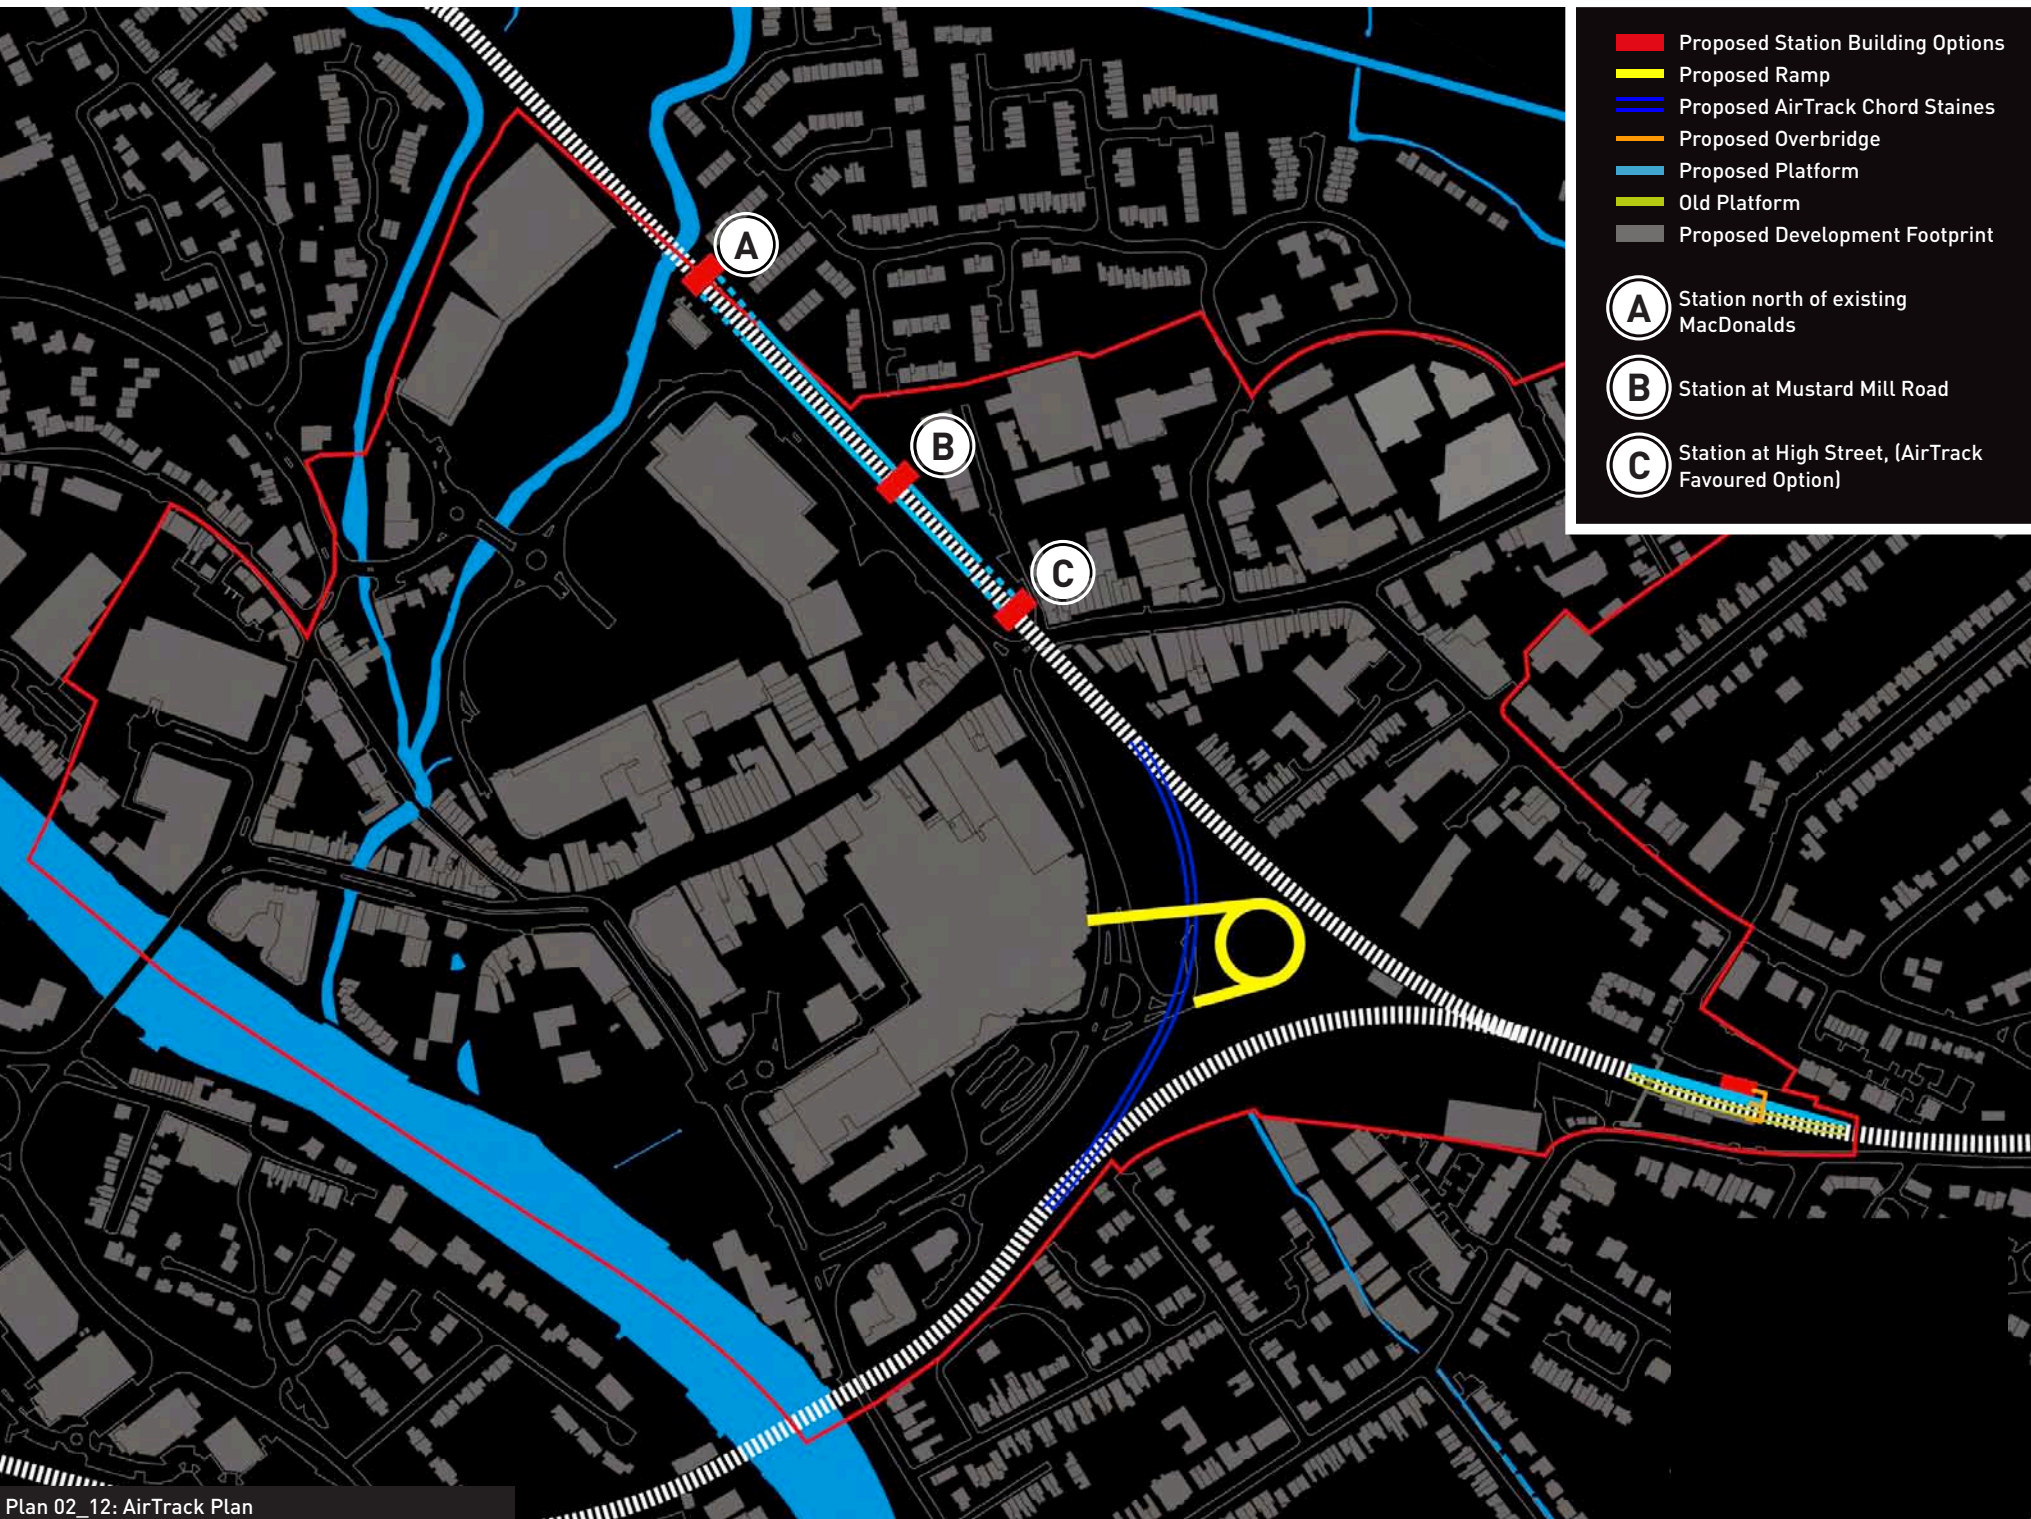 Proposed Station Building Options
Proposed Ramp
Proposed AirTrack Chord Staines
Proposed Overbridge
Proposed Platform
Old Platform
Proposed Development Footprint
A
Station north of existing
MacDonalds
B
Station at Mustard Mill Road
C
Station at High Street, (AirTrack
Favoured Option)
A
B
C
Plan 02_12: AirTrack Plan